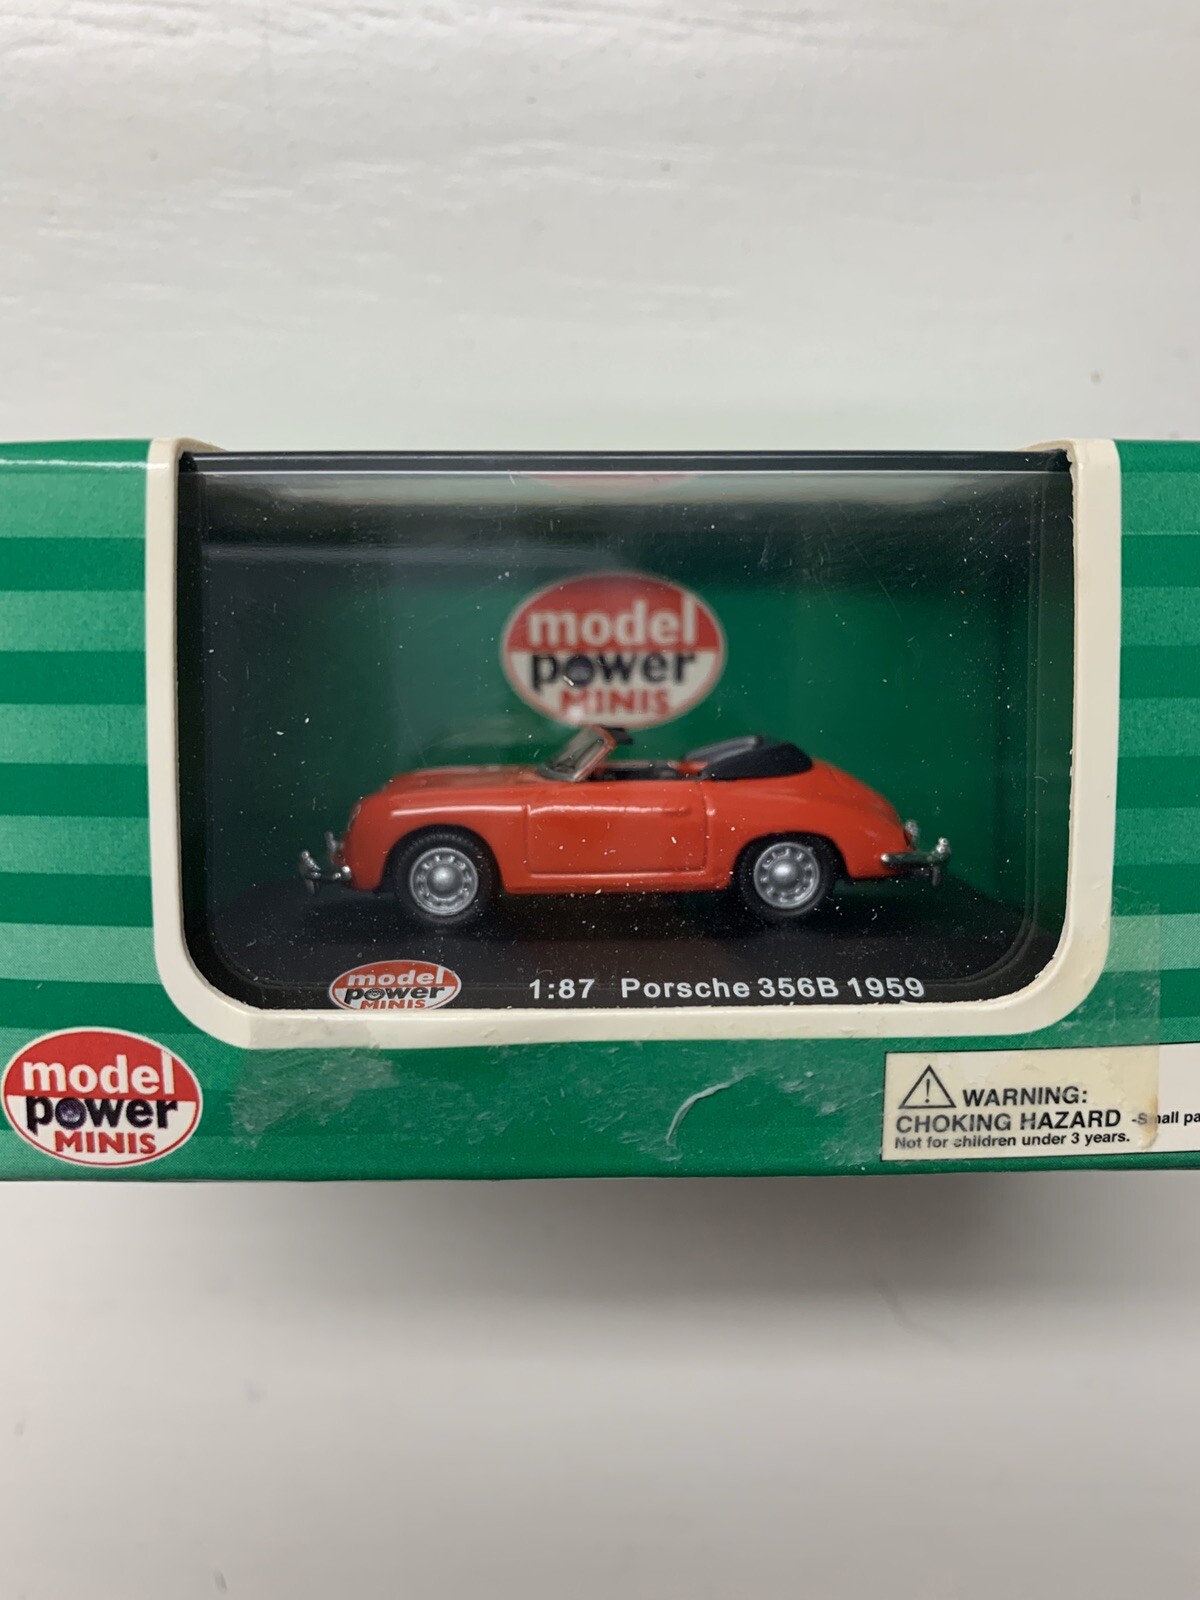 model
power
MINIS
model
power
MINIS
1:87 Porsche 356B 1959
model
power
MINIS
WARNING:
CHOKING HAZARD -Small pa
Not for children under 3 years.